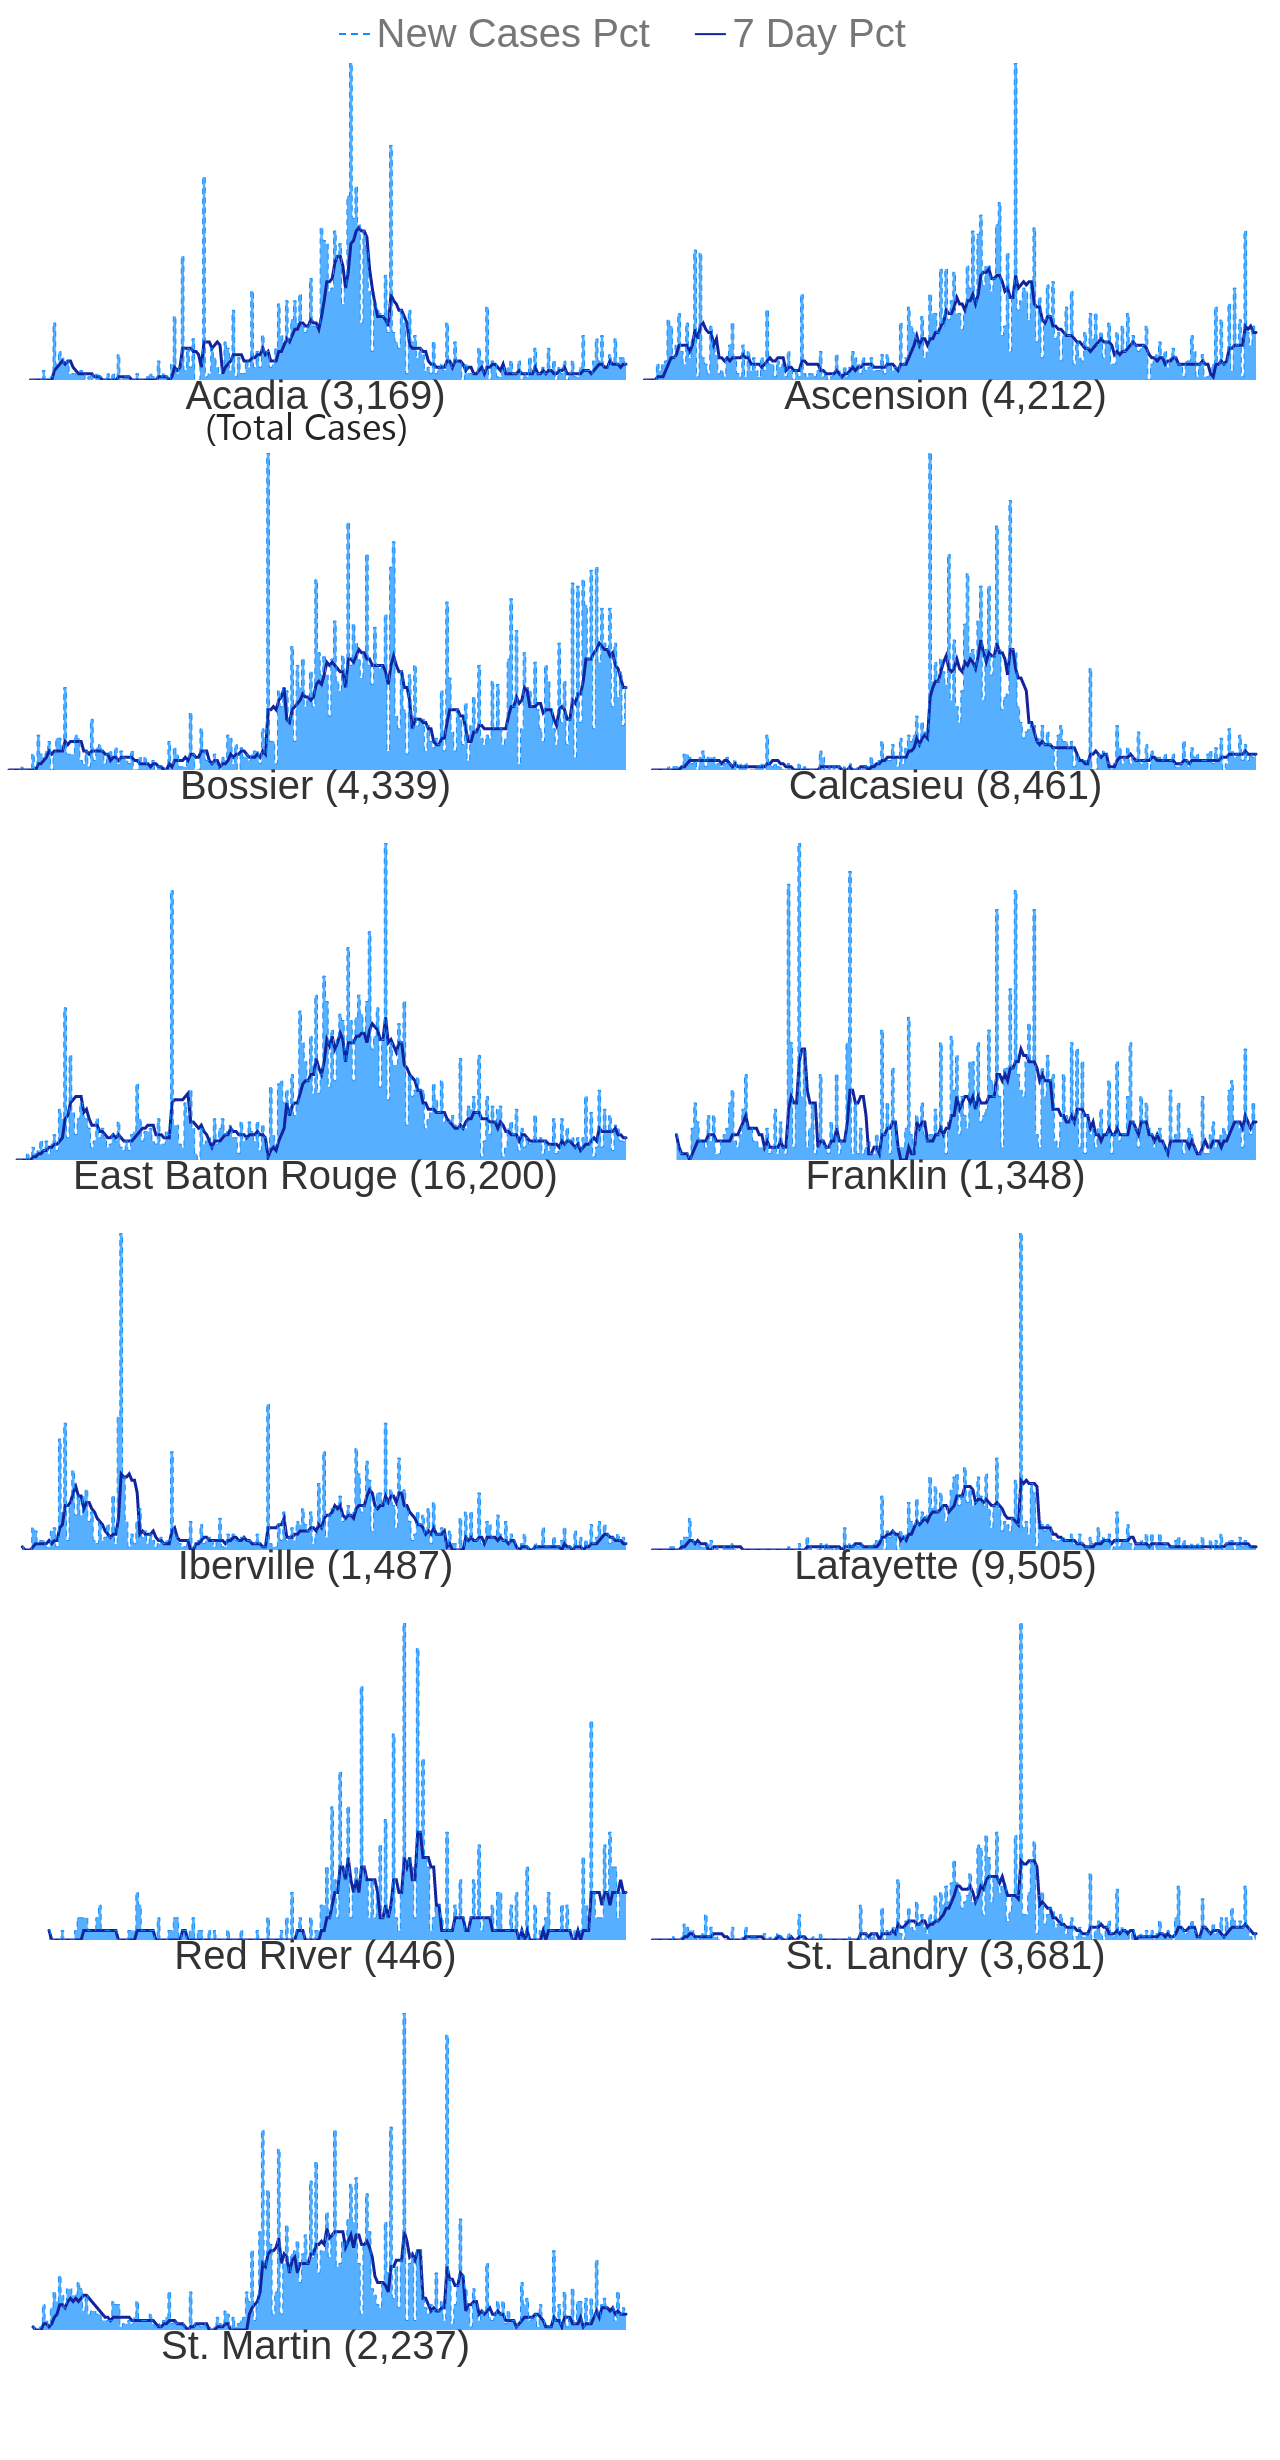 New Cases Pct 7 Day Pct
Acadia (3,169) Ascension (4,212)
(Total Cases)
Bossier (4,339) Calcasieu (8,461)
East Baton Rouge (16,200) Franklin (1,348)
Iberville (1,487) Lafayette (9,505)
Red River (446) St. Landry (3,681)
St. Martin (2,237)